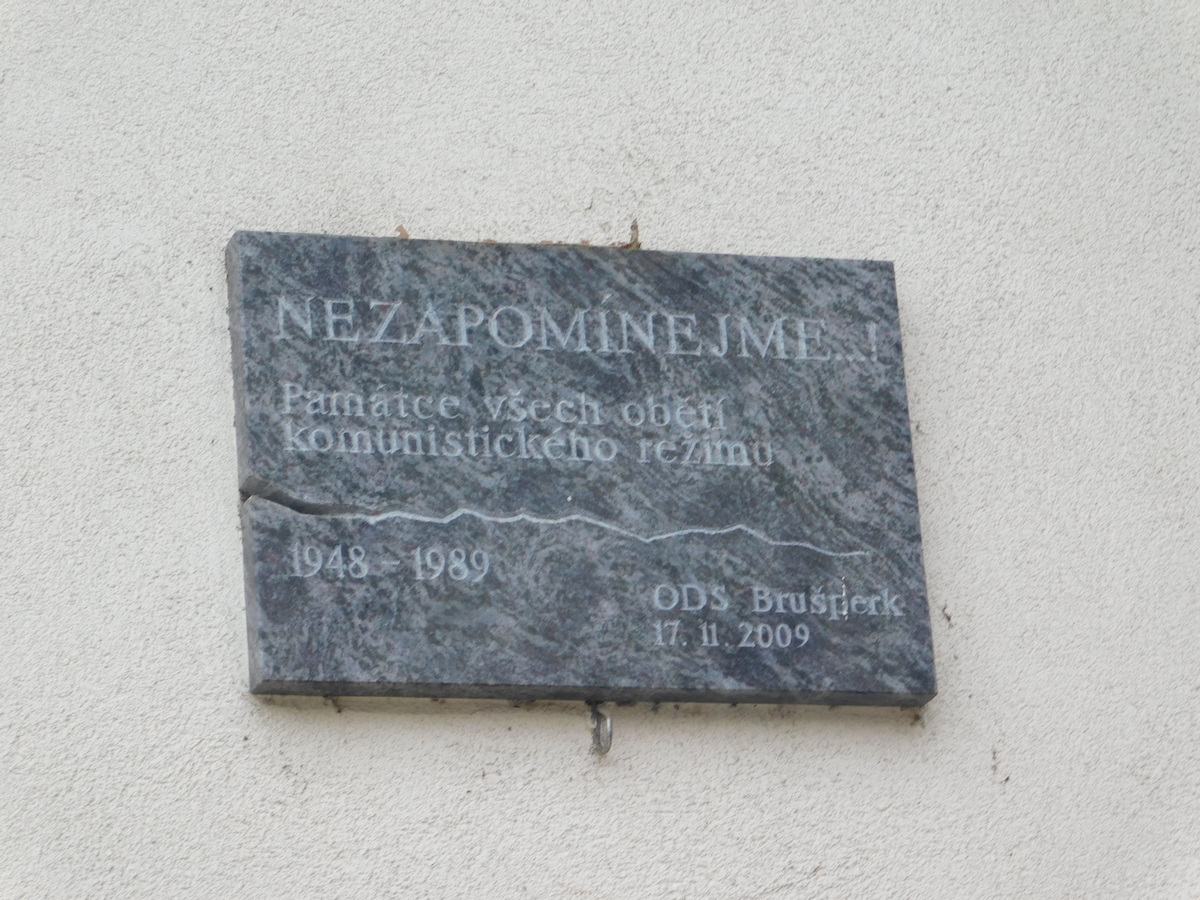 NEZAPOMÍNEJME...!
Památce všech obětí
komunistického režimu
1948 - 1989
ODS Brušperk
17. 11. 2009